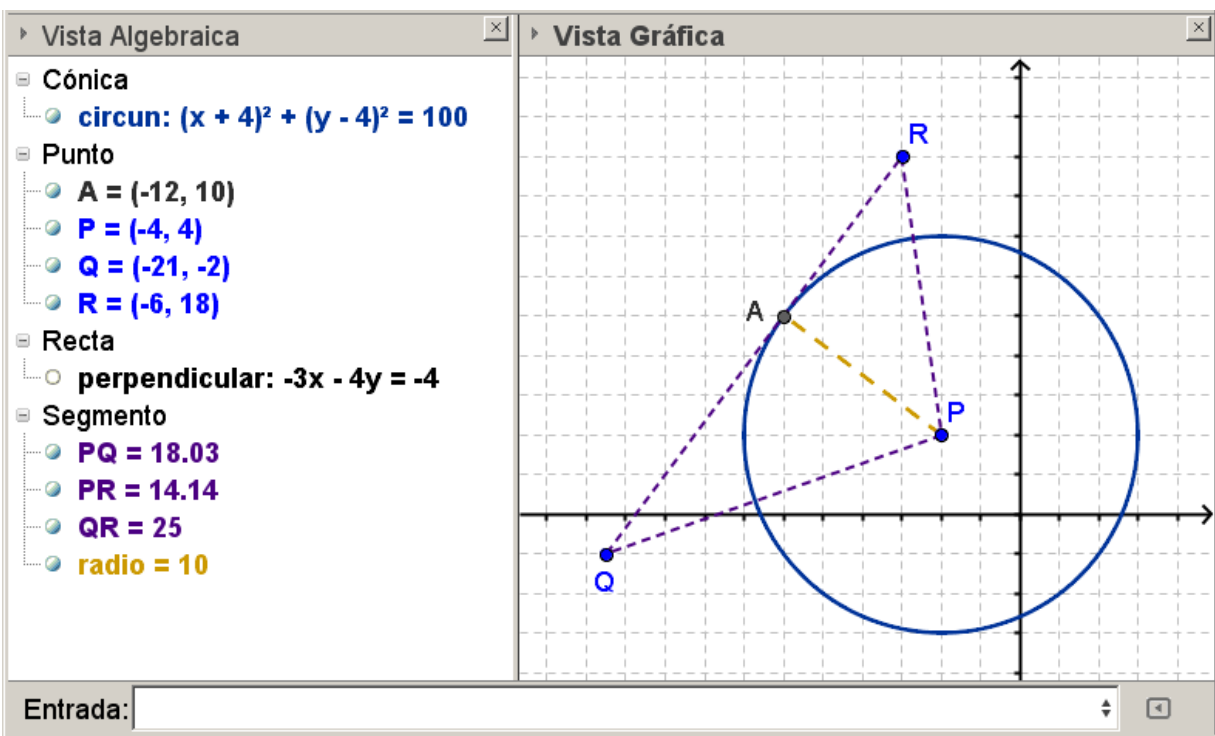 Vista Algebraica
Cónica
circun: (x + 4)² + (y - 4)² = 100
Punto
A = (-12, 10)
P = (-4, 4)
Q = (-21, -2)
R = (-6, 18)
Recta
perpendicular: -3x - 4y = -4
Segmento
PQ = 18.03
PR = 14.14
QR = 25
radio = 10
Vista Gráfica
R
A
P
Q
Entrada: